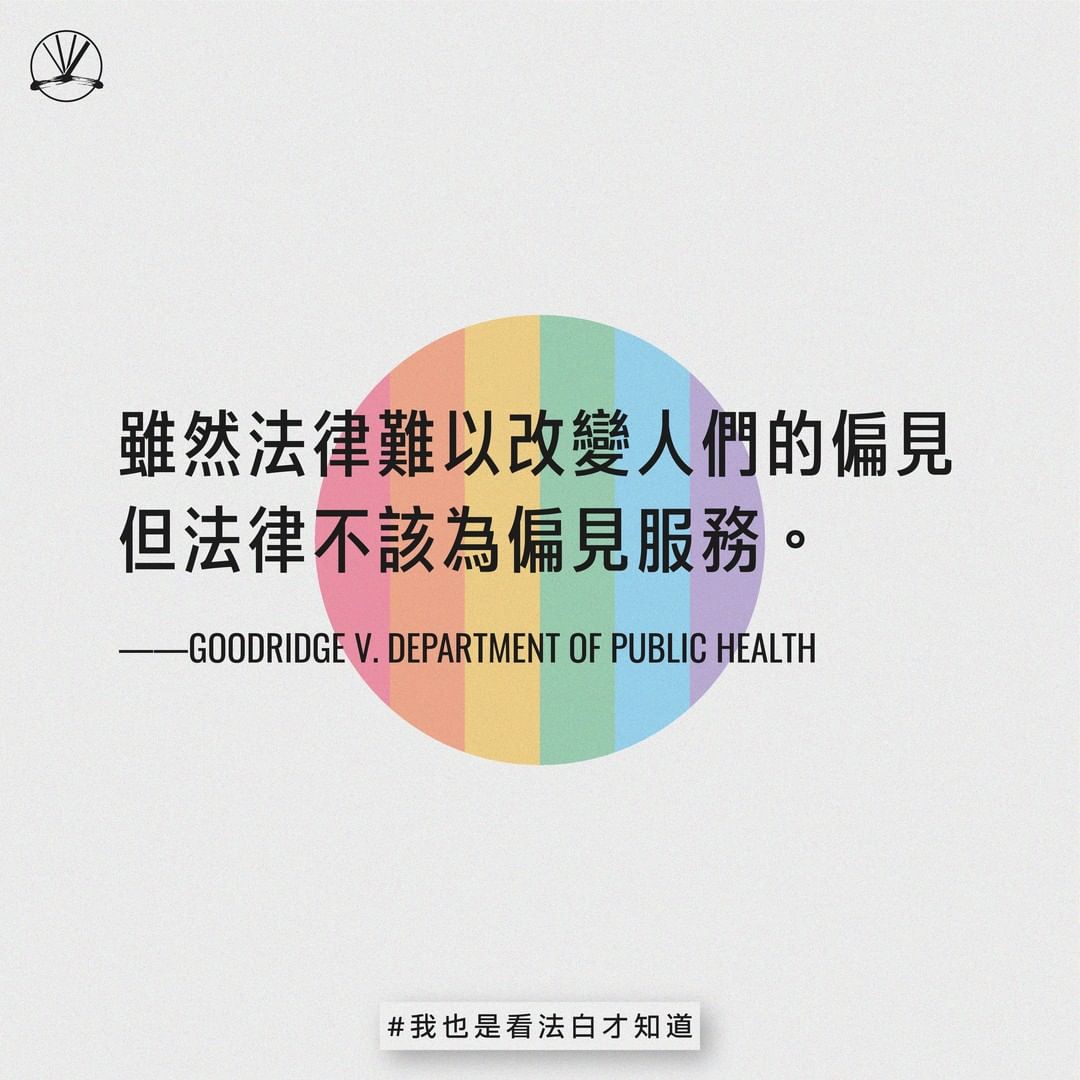 雖然法律難以改變人們的偏見
但法律不該為偏見服務。
——GOODRIDGE V. DEPARTMENT OF PUBLIC HEALTH
#我也是看法白才知道